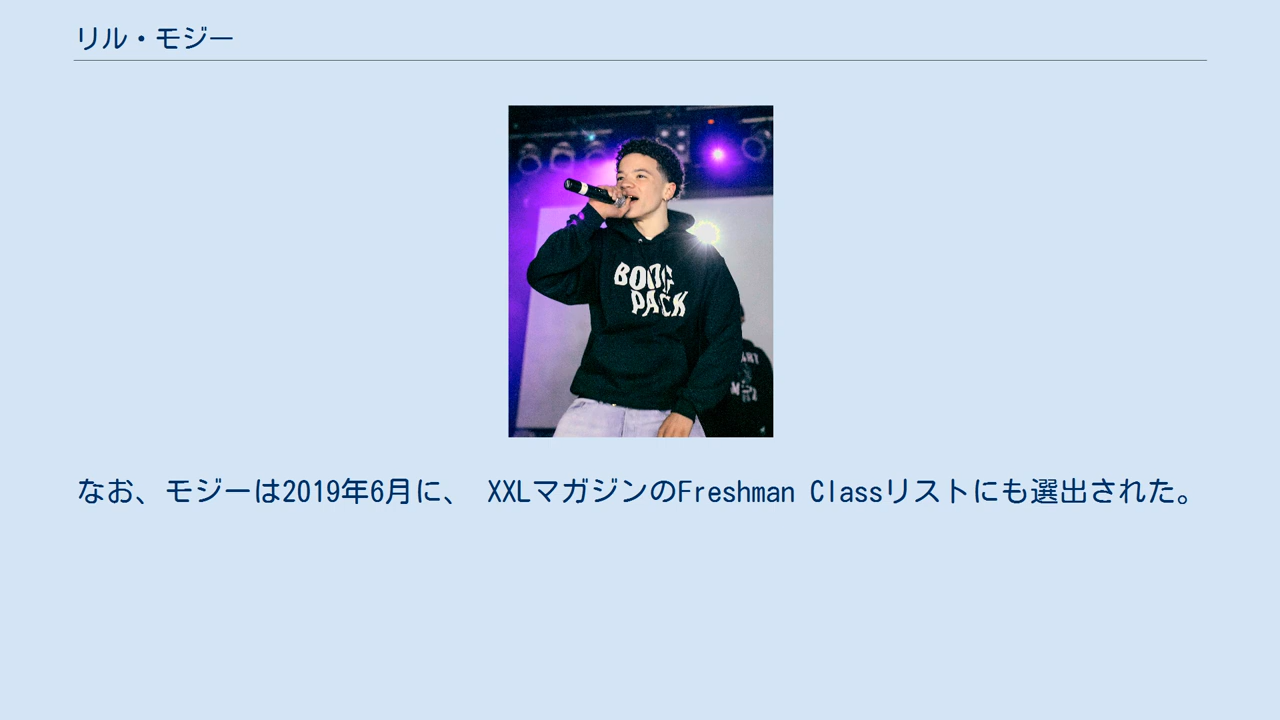 リル・モジー
BOOG
PACK
なお、モジーは2019年6月に、 XXLマガジンのFreshman Classリストにも選出された。